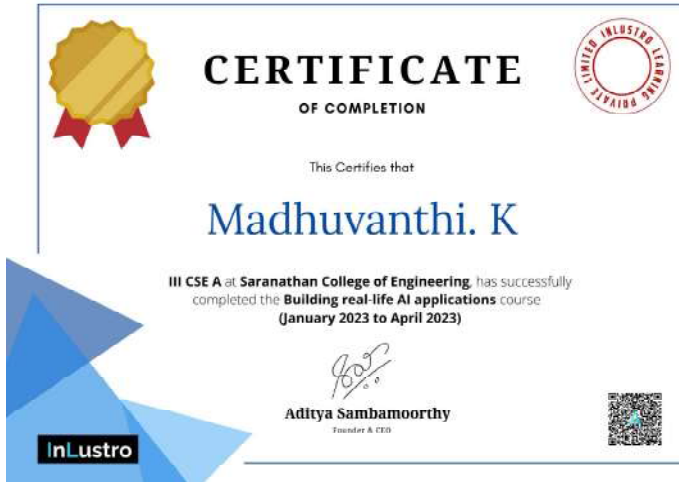 CERTIFICATE
OF COMPLETION
INLUSTRO LEARNING PRIVATE LIMITED
This Certifies that
Madhuvanthi. K
III CSE A at Saranathan College of Engineering, has successfully
completed the Building real-life AI applications course
(January 2023 to April 2023)
Aditya Sambamoorthy
Founder & CEO
InLustro